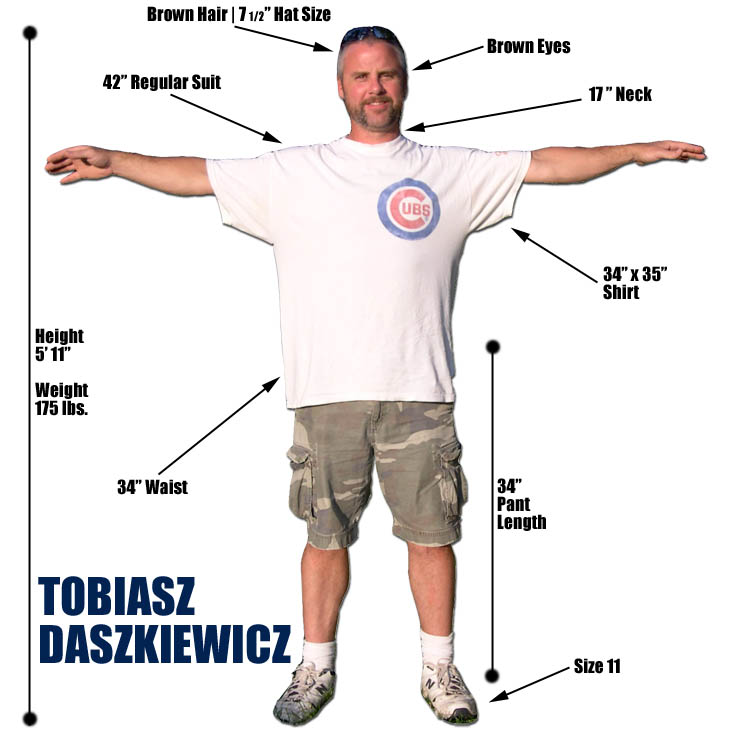 Brown Hair | 7 1/2” Hat Size
Brown Eyes
42” Regular Suit
17 ” Neck
CUBS
34” x 35”
Shirt
Height
5’ 11”
Weight
175 lbs.
34” Waist
34”
Pant
Length
TOBIASZ
DASZKIEWICZ
Size 11